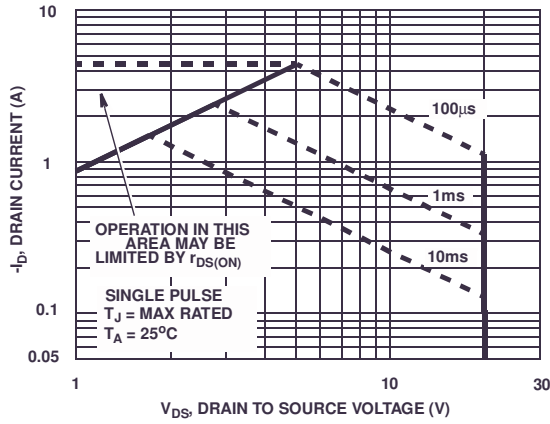 10
1
0.1
0.05
-I_D, DRAIN CURRENT (A)
100μs
1ms
10ms
OPERATION IN THIS
AREA MAY BE
LIMITED BY r_DS(ON)
SINGLE PULSE
T_J = MAX RATED
T_A = 25°C
1
10
30
V_DS, DRAIN TO SOURCE VOLTAGE (V)